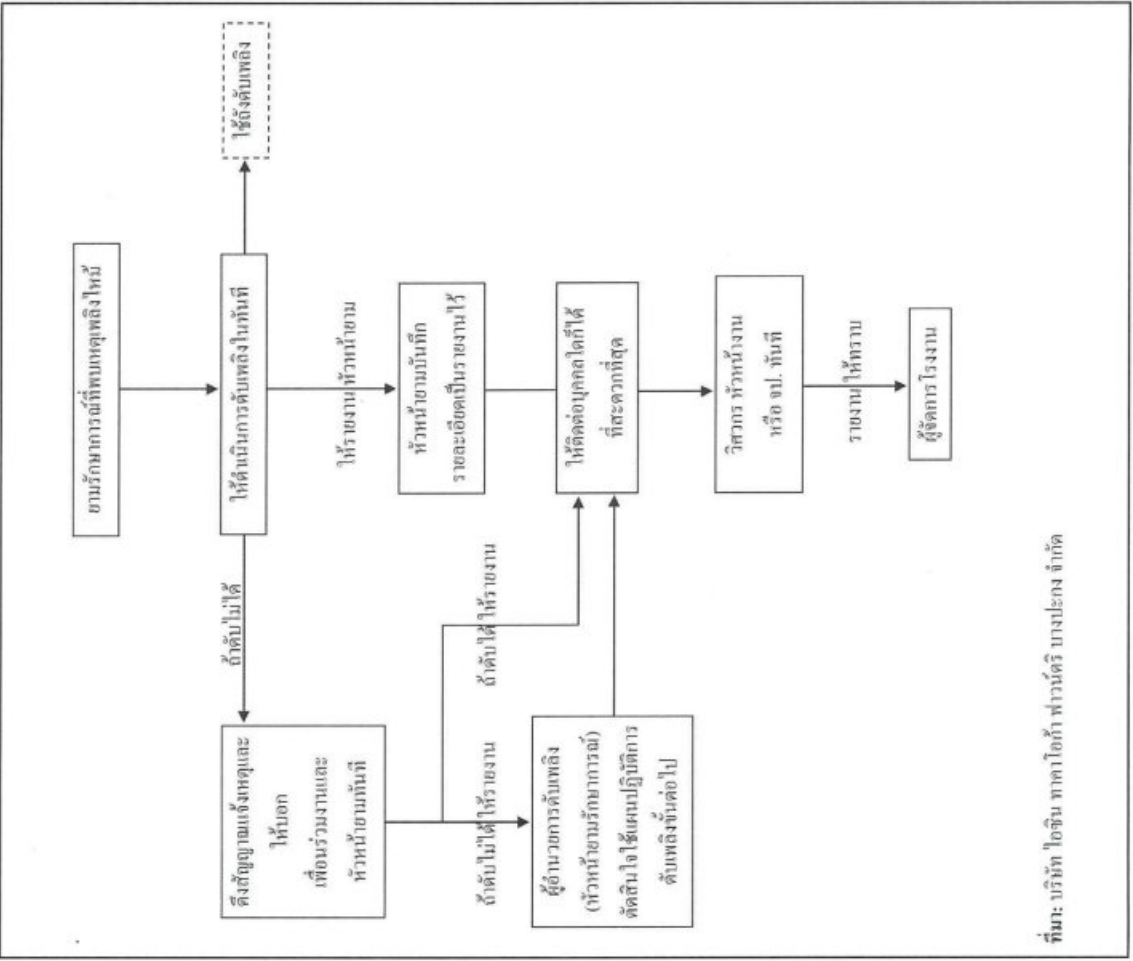 ยามรักษาการณ์ที่พบเหตุเพลิงไหม้
ให้ดำเนินการดับเพลิงในทันที
ใช้ถังดับเพลิง
ถ้าดับไม่ได้
ให้รายงานหัวหน้ายาม
ดึงสัญญาณแจ้งเหตุและ
ให้บอก
เพื่อนร่วมงานและ
หัวหน้ายามทันที
หัวหน้ายามบันทึก
รายละเอียดเป็นรายงานไว้
ถ้าดับไม่ได้ ให้รายงาน
ถ้าดับได้ ให้รายงาน
ผู้อำนวยการดับเพลิง
(หัวหน้ายามรักษาการณ์)
ตัดสินใจใช้แผนปฏิบัติการ
ดับเพลิงขั้นต่อไป
ให้ติดต่อบุคคลใดก็ได้
ที่สะดวกที่สุด
วิศวกร หัวหน้างาน
หรือ จป. ทันที
รายงานให้ทราบ
ผู้จัดการโรงงาน
ที่มา: บริษัท ไอชิน ทาคาโอก้า ฟาวน์ดริ บางปะกง จำกัด